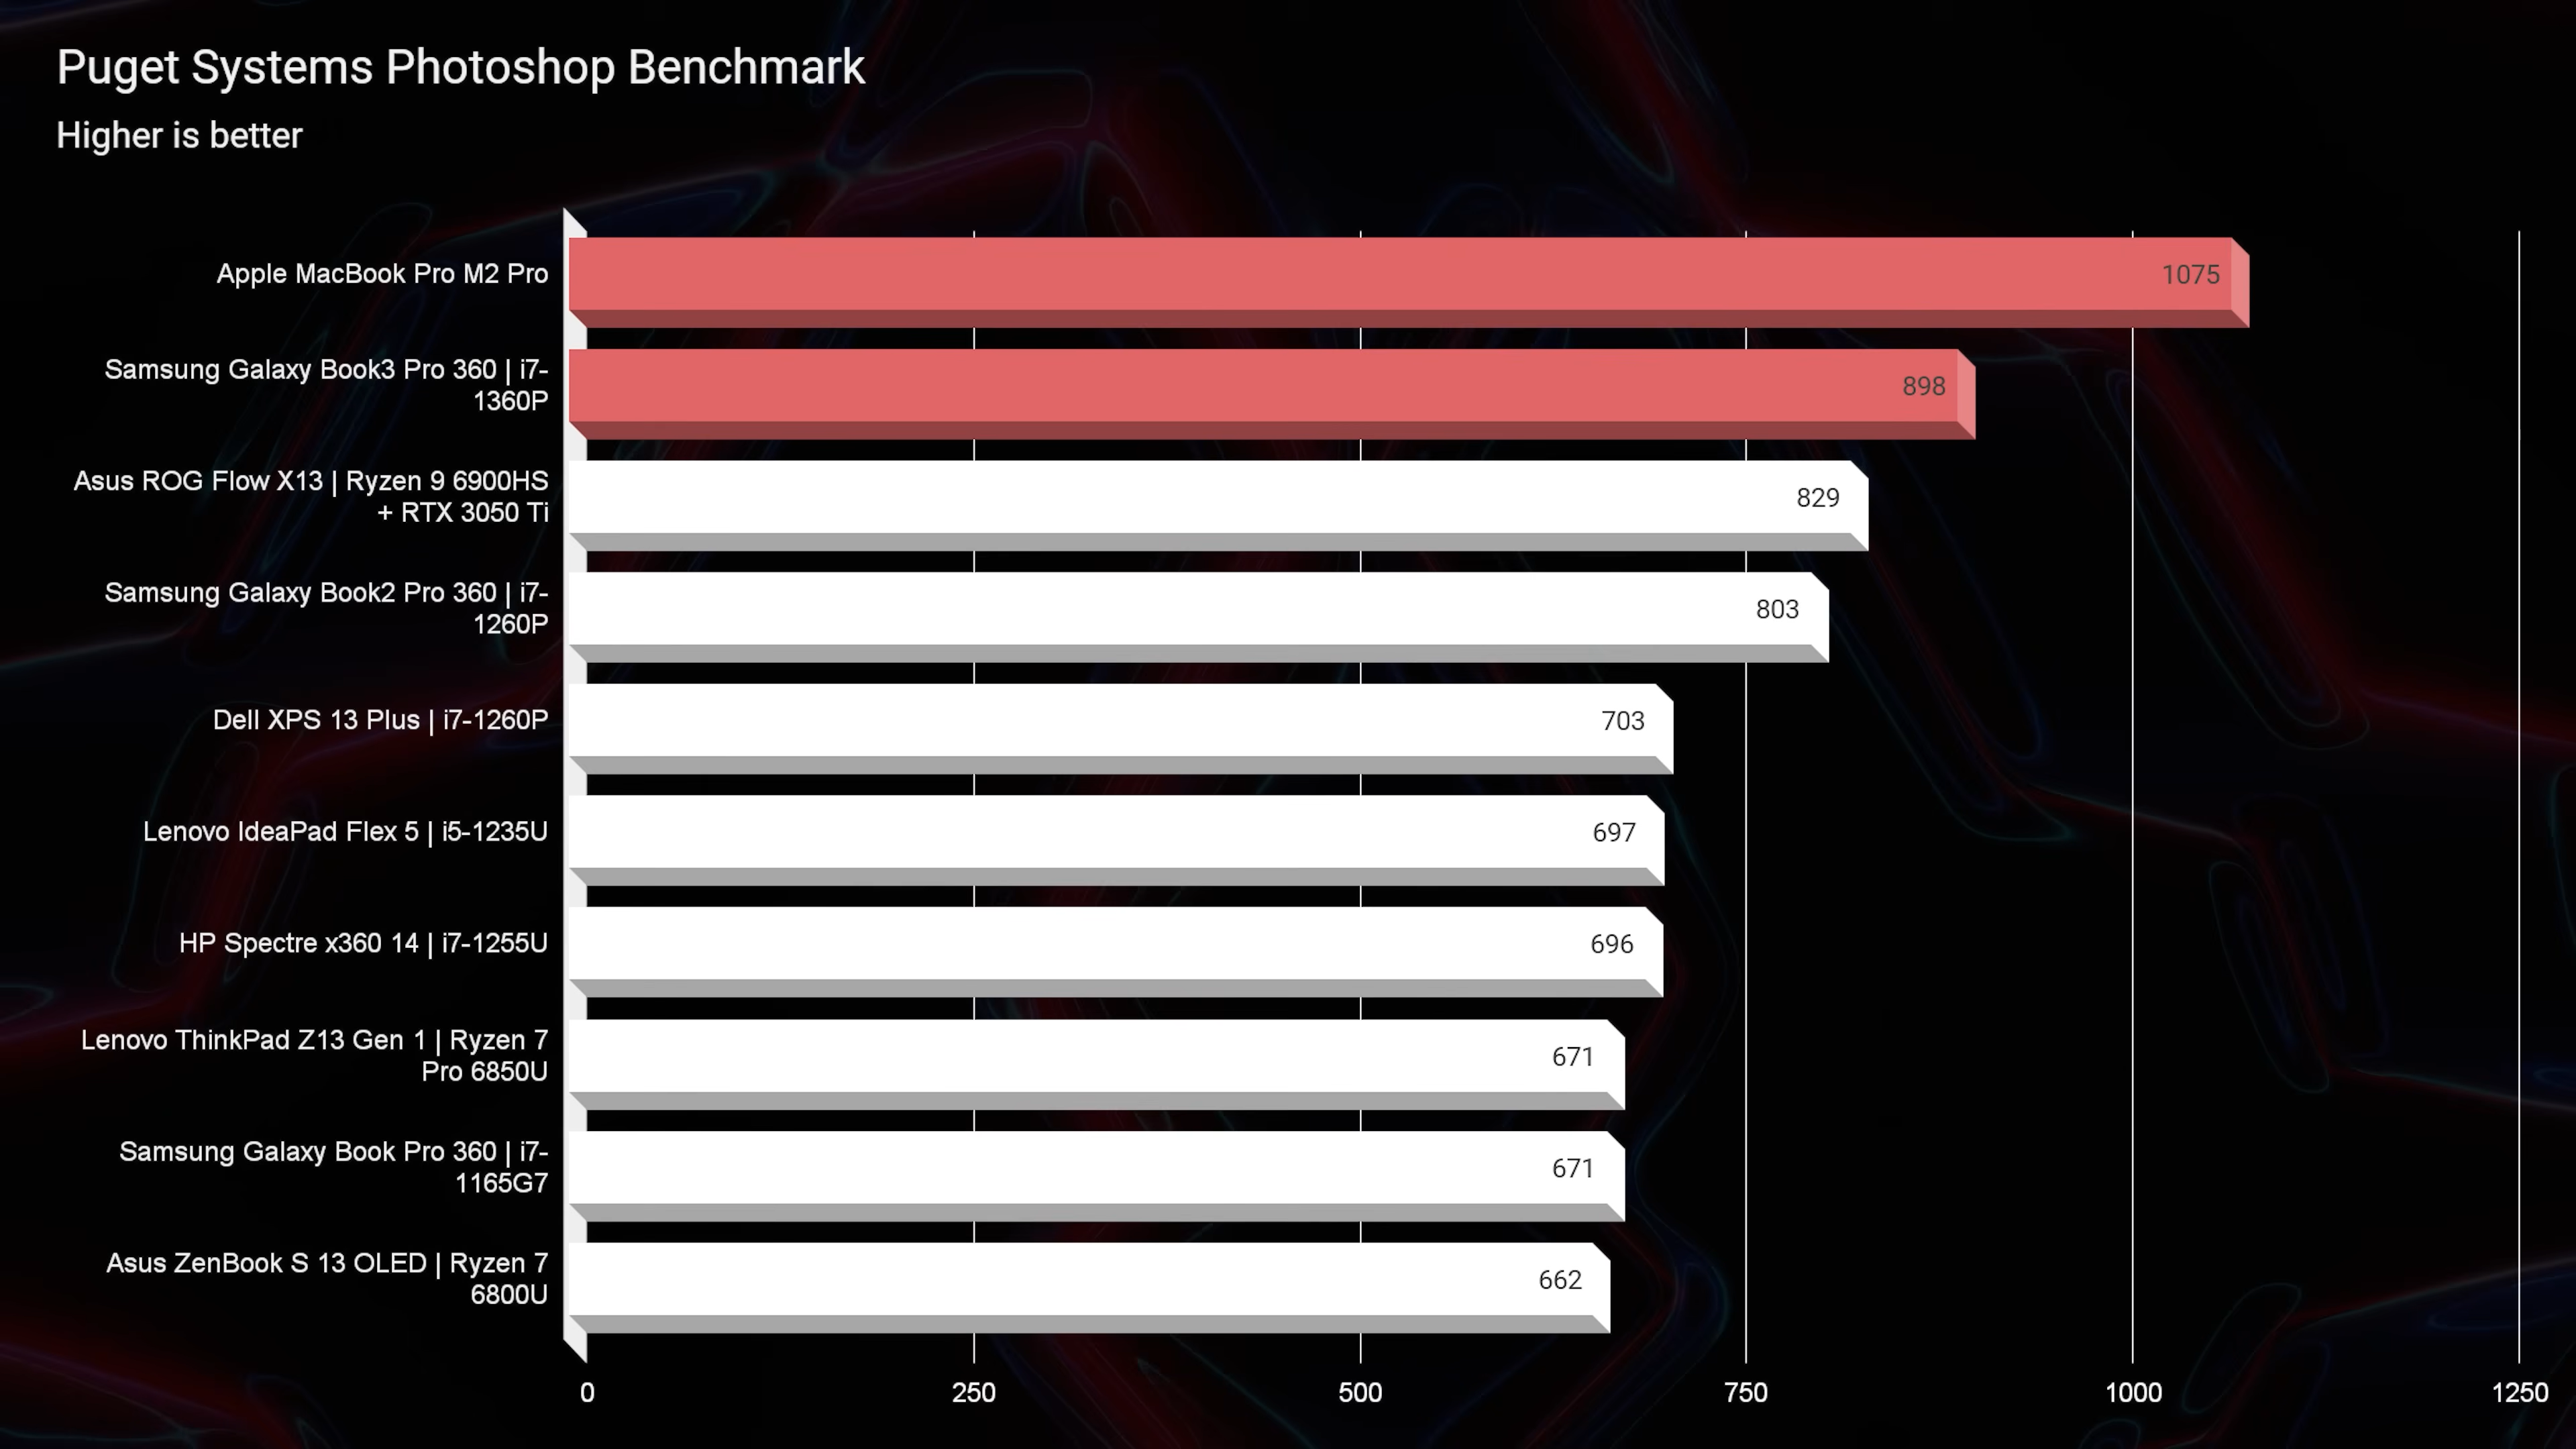 Puget Systems Photoshop Benchmark
Higher is better
Apple MacBook Pro M2 Pro
1075
Samsung Galaxy Book3 Pro 360 | i7-
1360P
898
Asus ROG Flow X13 | Ryzen 9 6900HS
+ RTX 3050 Ti
829
Samsung Galaxy Book2 Pro 360 | i7-
1260P
803
Dell XPS 13 Plus | i7-1260P
703
Lenovo IdeaPad Flex 5 | i5-1235U
697
HP Spectre x360 14 | i7-1255U
696
Lenovo ThinkPad Z13 Gen 1 | Ryzen 7
Pro 6850U
671
Samsung Galaxy Book Pro 360 | i7-
1165G7
671
Asus ZenBook S 13 OLED | Ryzen 7
6800U
662
0 250 500 750 1000 1250